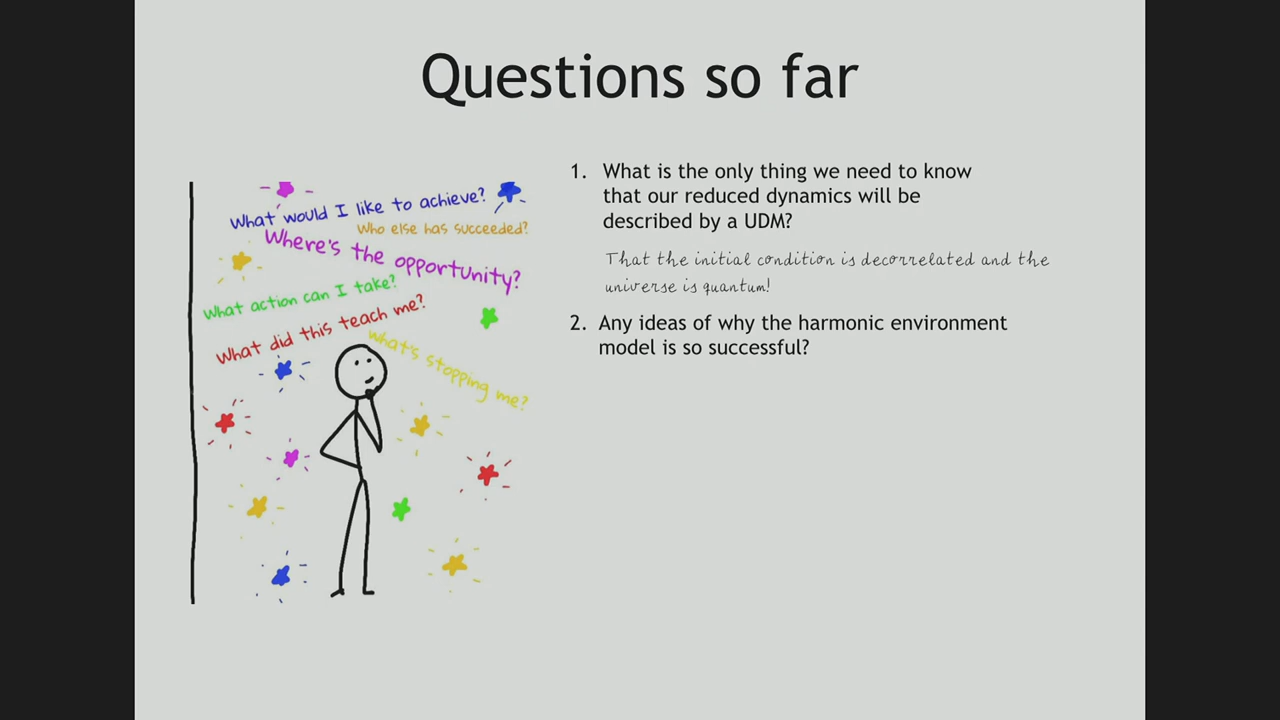 Questions so far
What would I like to achieve?
Who else has succeeded?
Where's the opportunity?
What action can I take?
What did this teach me?
What's stopping me?
1. What is the only thing we need to know
that our reduced dynamics will be
described by a UDM?
That the initial condition is decorrelated and the
universe is quantum!
2. Any ideas of why the harmonic environment
model is so successful?